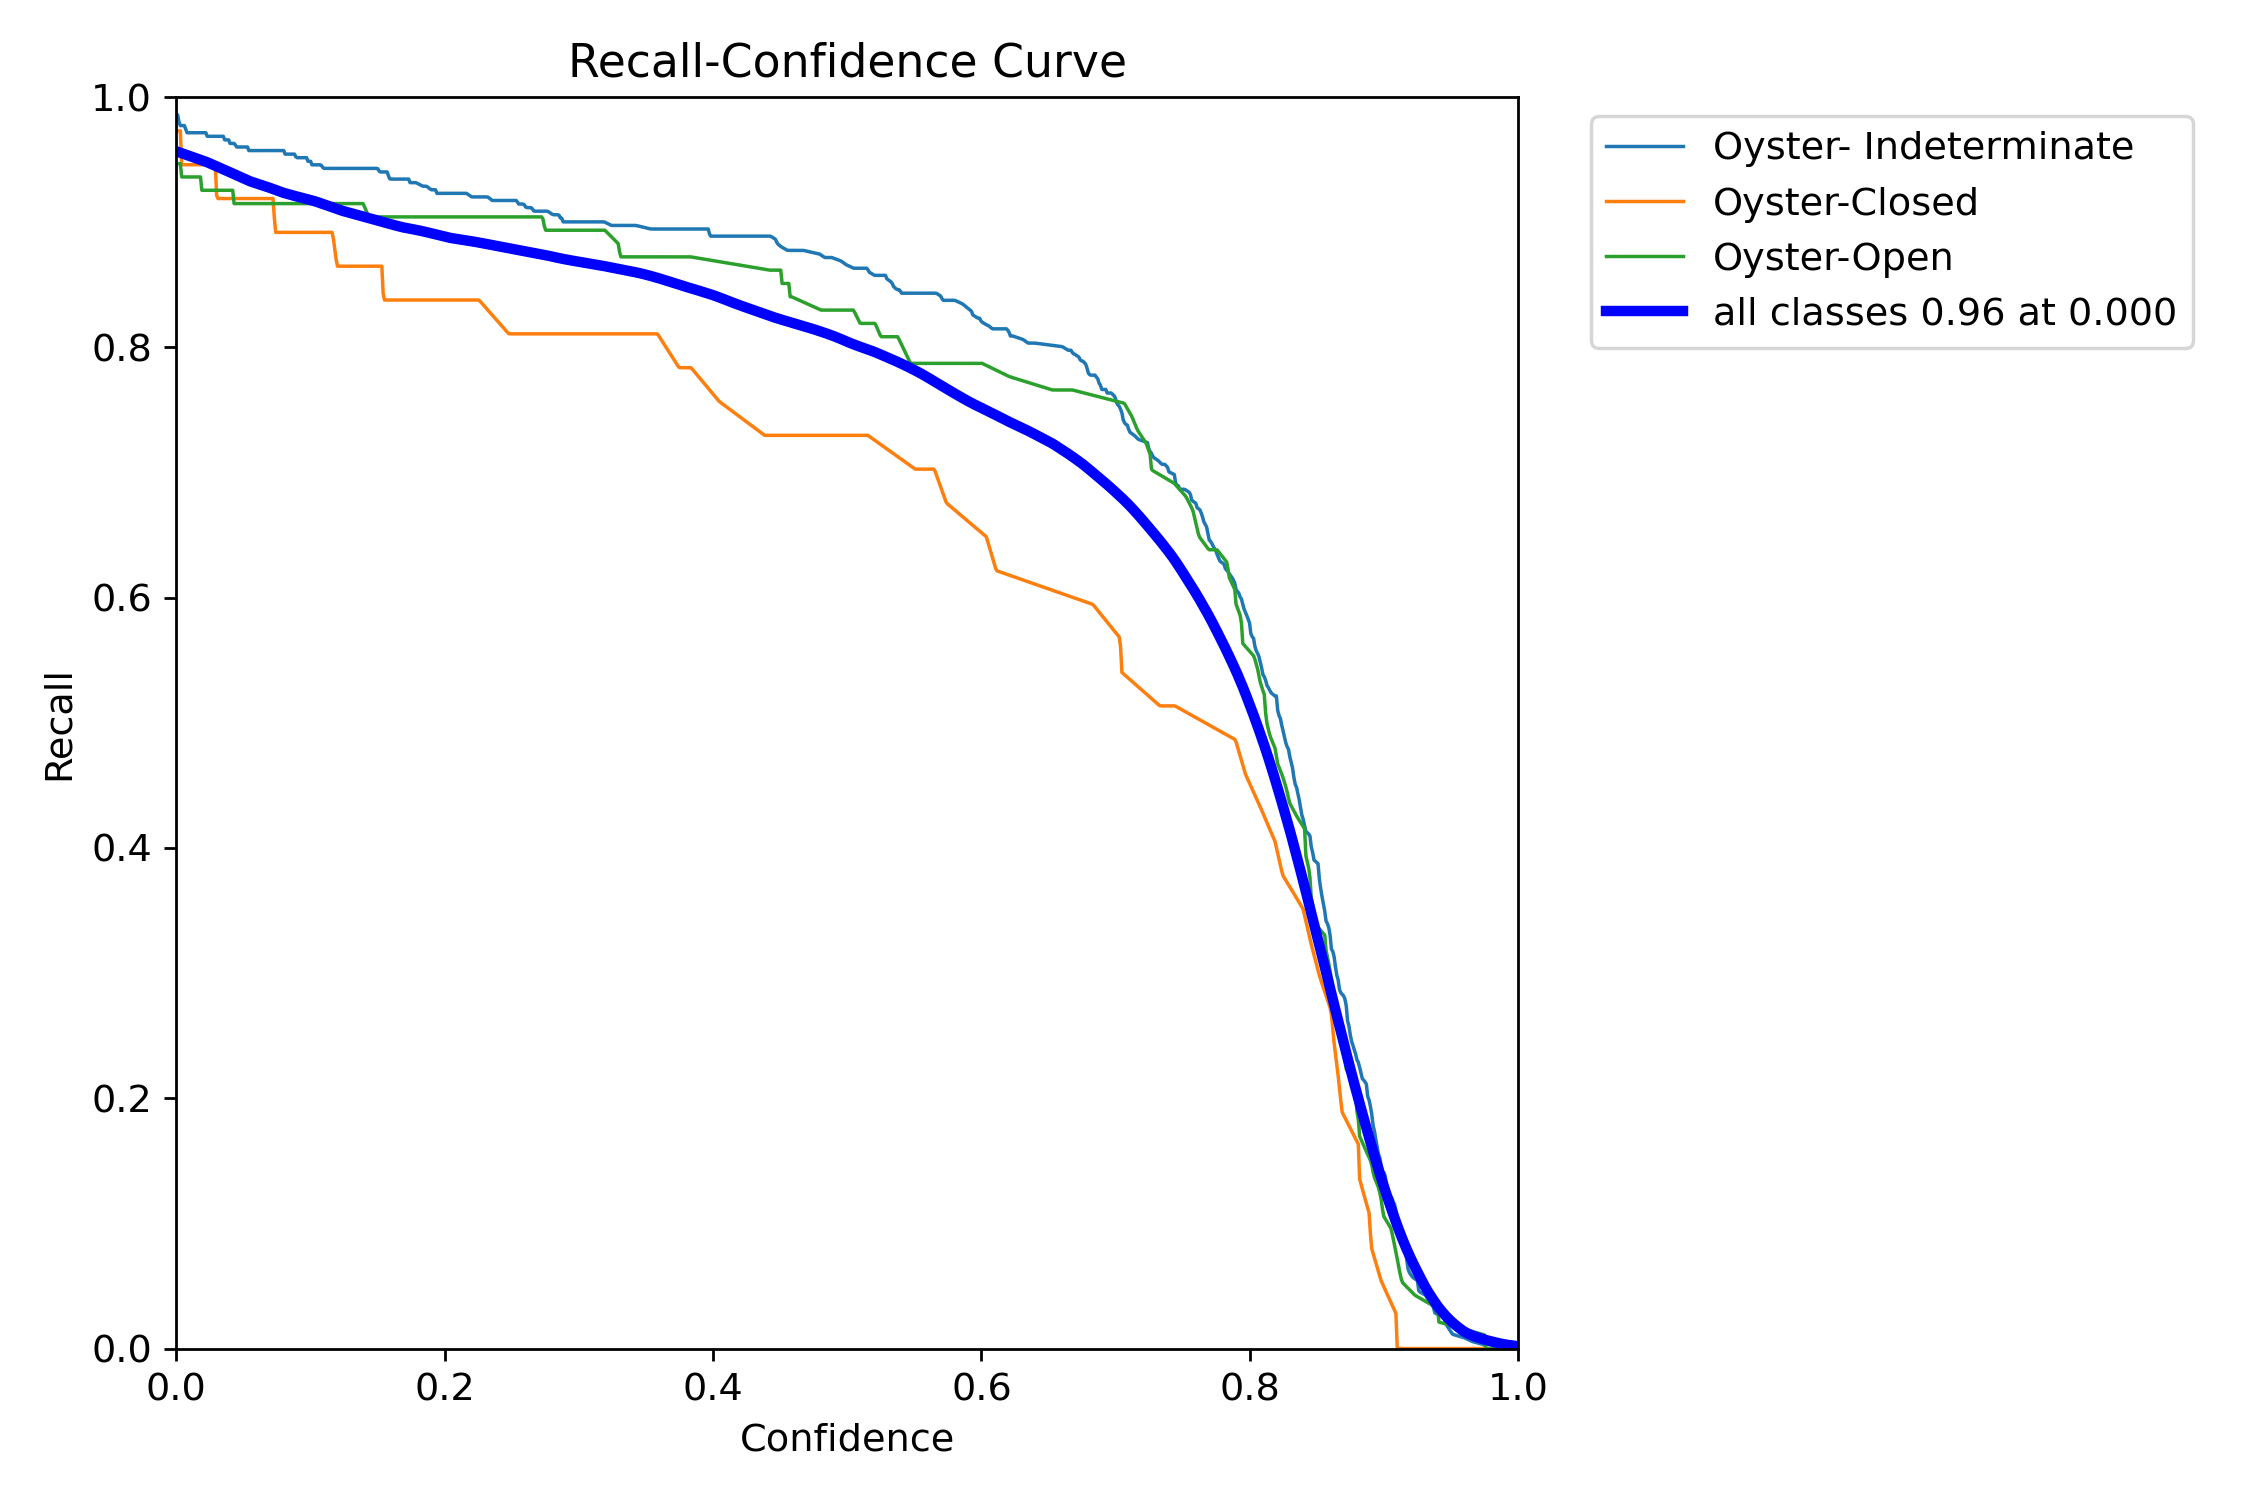 Recall-Confidence Curve
1.0
0.8
0.6
0.4
0.2
0.0
Recall
0.0 0.2 0.4 0.6 0.8 1.0
Confidence
Oyster- Indeterminate
Oyster-Closed
Oyster-Open
all classes 0.96 at 0.000